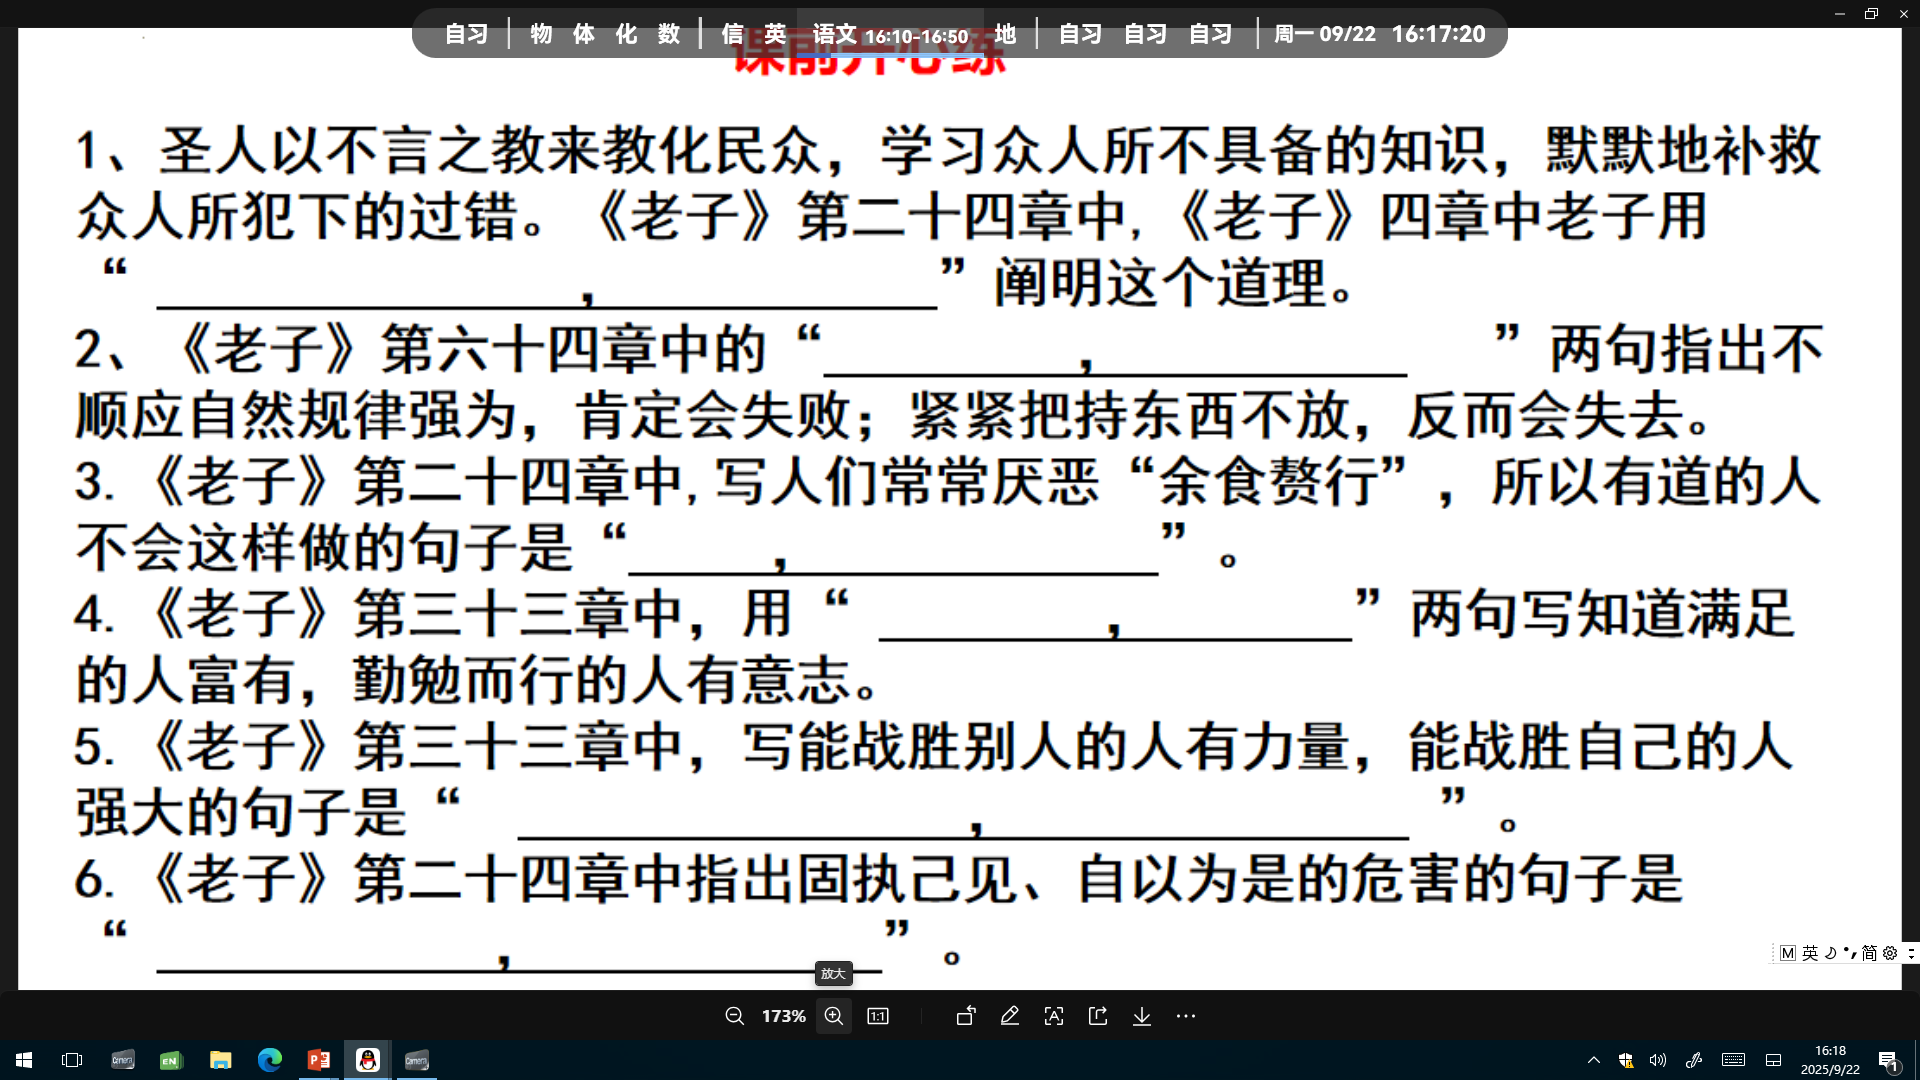 自习 物 体 化 数 信 英 语文 16:10-16:50 地 自习 自习 自习 周一 09/22 16:17:20
课前开心练
1、圣人以不言之教来教化民众，学习众人所不具备的知识，默默地补救
众人所犯下的过错。《老子》第二十四章中,《老子》四章中老子用
“ ， ”阐明这个道理。
2、《老子》第六十四章中的“ ， ”两句指出不
顺应自然规律强为，肯定会失败；紧紧把持东西不放，反而会失去。
3.《老子》第二十四章中,写人们常常厌恶“余食赘行”，所以有道的人
不会这样做的句子是“ ， ”。
4.《老子》第三十三章中，用“ ， ”两句写知道满足
的人富有，勤勉而行的人有意志。
5.《老子》第三十三章中，写能战胜别人的人有力量，能战胜自己的人
强大的句子是“ ， ”。
6.《老子》第二十四章中指出固执己见、自以为是的危害的句子是
“ ， ”。
M 英 简
放大
173% 1:1
Camera EN Camera
16:18
2025/9/22
1